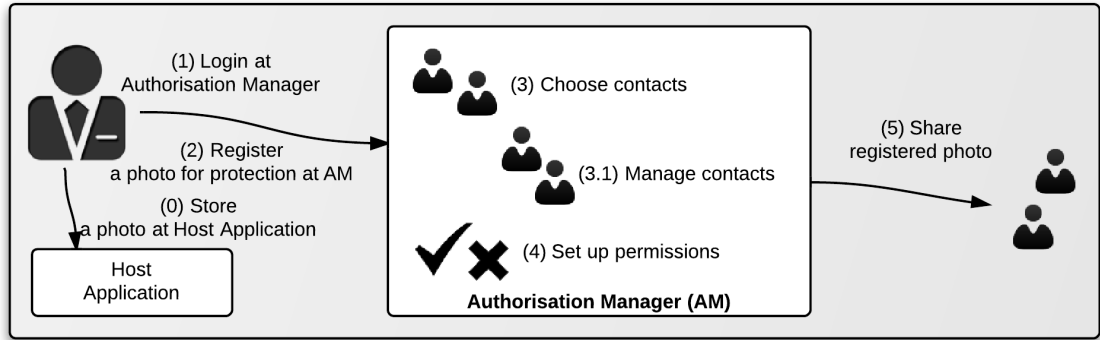 (1) Login at
Authorisation Manager
(2) Register
a photo for protection at AM
(0) Store
a photo at Host Application
Host
Application
(3) Choose contacts
(3.1) Manage contacts
(4) Set up permissions
Authorisation Manager (AM)
(5) Share
registered photo